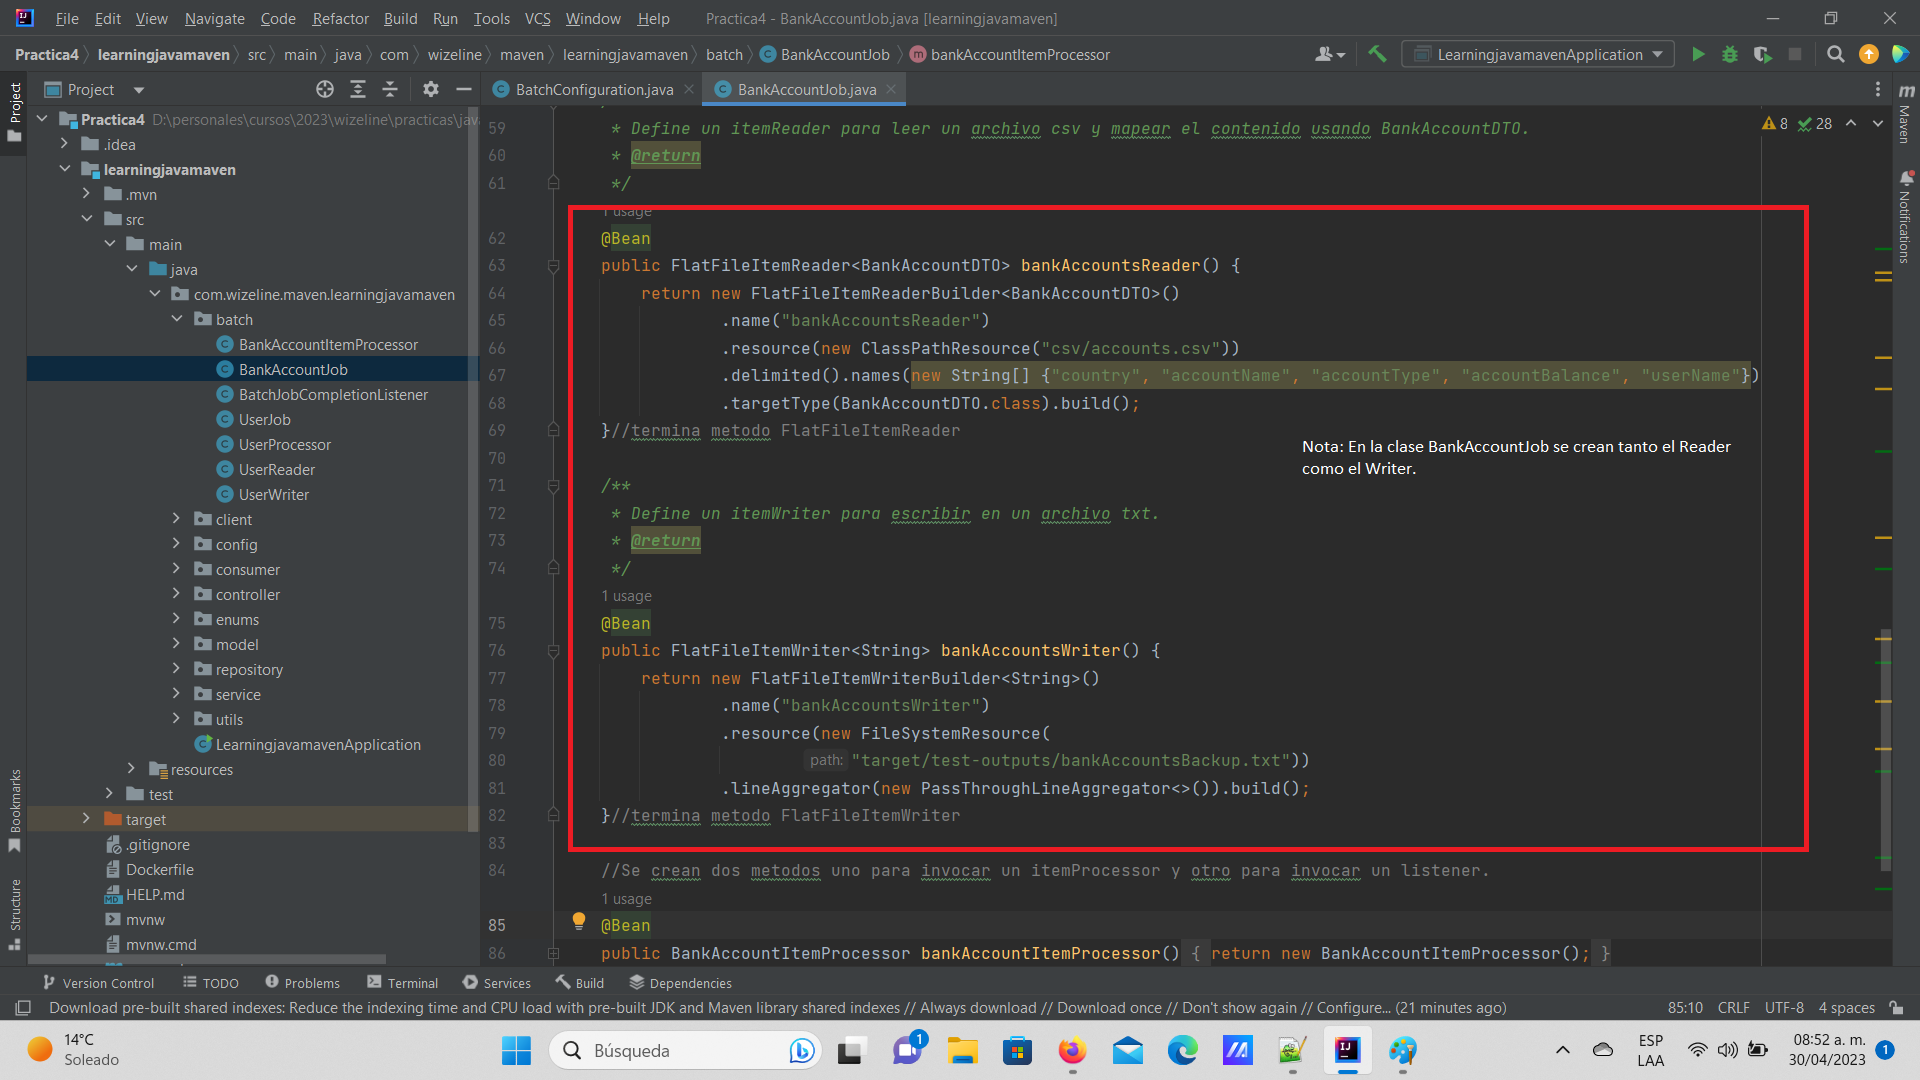 File Edit View Navigate Code Refactor Build Run Tools VCS Window Help Practica4 - BankAccountJob.java [learningjavamaven]
Practica4 learningjavamaven src main java com wizeline maven learningjavamaven batch BankAccountJob bankAccountItemProcessor LearningjavamavenApplication
Project BatchConfiguration.java BankAccountJob.java
Project
Maven
Notifications
Bookmarks
Structure
Practica4 D:\personales\cursos\2023\wizeline\practicas\jav
.idea
learningjavamaven
.mvn
src
main
java
com.wizeline.maven.learningjavamaven
batch
BankAccountItemProcessor
BankAccountJob
BatchJobCompletionListener
UserJob
UserProcessor
UserReader
UserWriter
client
config
consumer
controller
enums
model
repository
service
utils
LearningjavamavenApplication
resources
test
target
.gitignore
Dockerfile
HELP.md
mvnw
mvnw.cmd
8 28
59 * Define un itemReader para leer un archivo csv y mapear el contenido usando BankAccountDTO.
60 * @return
61 */
1 usage
62 @Bean
63 public FlatFileItemReader<BankAccountDTO> bankAccountsReader() {
64 return new FlatFileItemReaderBuilder<BankAccountDTO>()
65 .name("bankAccountsReader")
66 .resource(new ClassPathResource("csv/accounts.csv"))
67 .delimited().names(new String[] {"country", "accountName", "accountType", "accountBalance", "userName"})
68 .targetType(BankAccountDTO.class).build();
69 }//termina metodo FlatFileItemReader
Nota: En la clase BankAccountJob se crean tanto el Reader
como el Writer.
70
71 /**
72 * Define un itemWriter para escribir en un archivo txt.
73 * @return
74 */
1 usage
75 @Bean
76 public FlatFileItemWriter<String> bankAccountsWriter() {
77 return new FlatFileItemWriterBuilder<String>()
78 .name("bankAccountsWriter")
79 .resource(new FileSystemResource(
80 path: "target/test-outputs/bankAccountsBackup.txt"))
81 .lineAggregator(new PassThroughLineAggregator<>()).build();
82 }//termina metodo FlatFileItemWriter
83
84 //Se crean dos metodos uno para invocar un itemProcessor y otro para invocar un listener.
1 usage
85 @Bean
86 public BankAccountItemProcessor bankAccountItemProcessor() { return new BankAccountItemProcessor(); }
Version Control TODO Problems Terminal Services Build Dependencies
Download pre-built shared indexes: Reduce the indexing time and CPU load with pre-built JDK and Maven library shared indexes // Always download // Download once // Don't show again // Configure... (21 minutes ago) 85:10 CRLF UTF-8 4 spaces
14°C
Soleado
Búsqueda
1
ESP
LAA
08:52 a. m.
30/04/2023
1